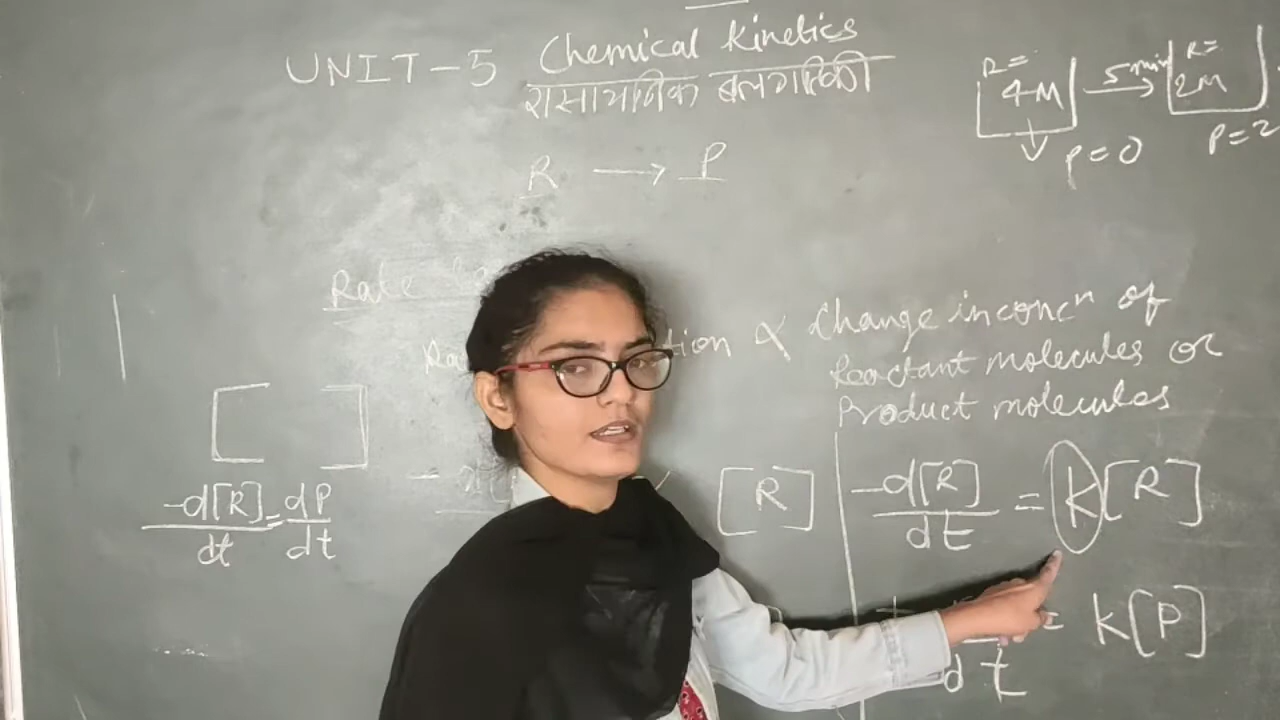 UNIT-5 Chemical Kinetics
रासायनिक बलगतिकी
R = 4M 5 min R = 2M
P = 0 P = 2
R → P
Rate
tion ∝ Change in concⁿ of
Reactant molecules or
Product molecules
[ ]
-d[R]/dt = dP/dt
[R]
-d[R]/dt = k[R]
= k[P]
dt